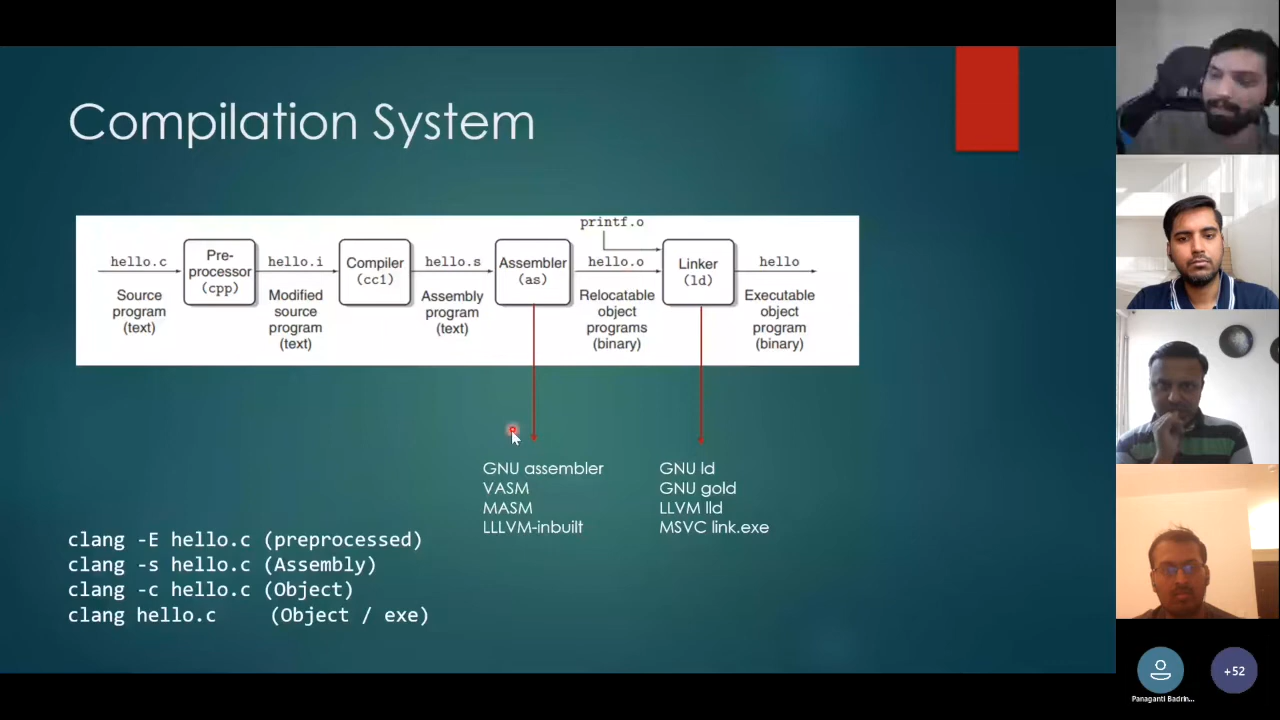 Compilation System
printf.o
hello.c
Pre-
processor
(cpp)
hello.i
Compiler
(cc1)
hello.s
Assembler
(as)
hello.o
Linker
(ld)
hello
Source
program
(text)
Modified
source
program
(text)
Assembly
program
(text)
Relocatable
object
programs
(binary)
Executable
object
program
(binary)
GNU assembler
VASM
MASM
LLLVM-inbuilt
GNU ld
GNU gold
LLVM lld
MSVC link.exe
clang -E hello.c (preprocessed)
clang -s hello.c (Assembly)
clang -c hello.c (Object)
clang hello.c (Object / exe)
+52
Panaganti Badrin...